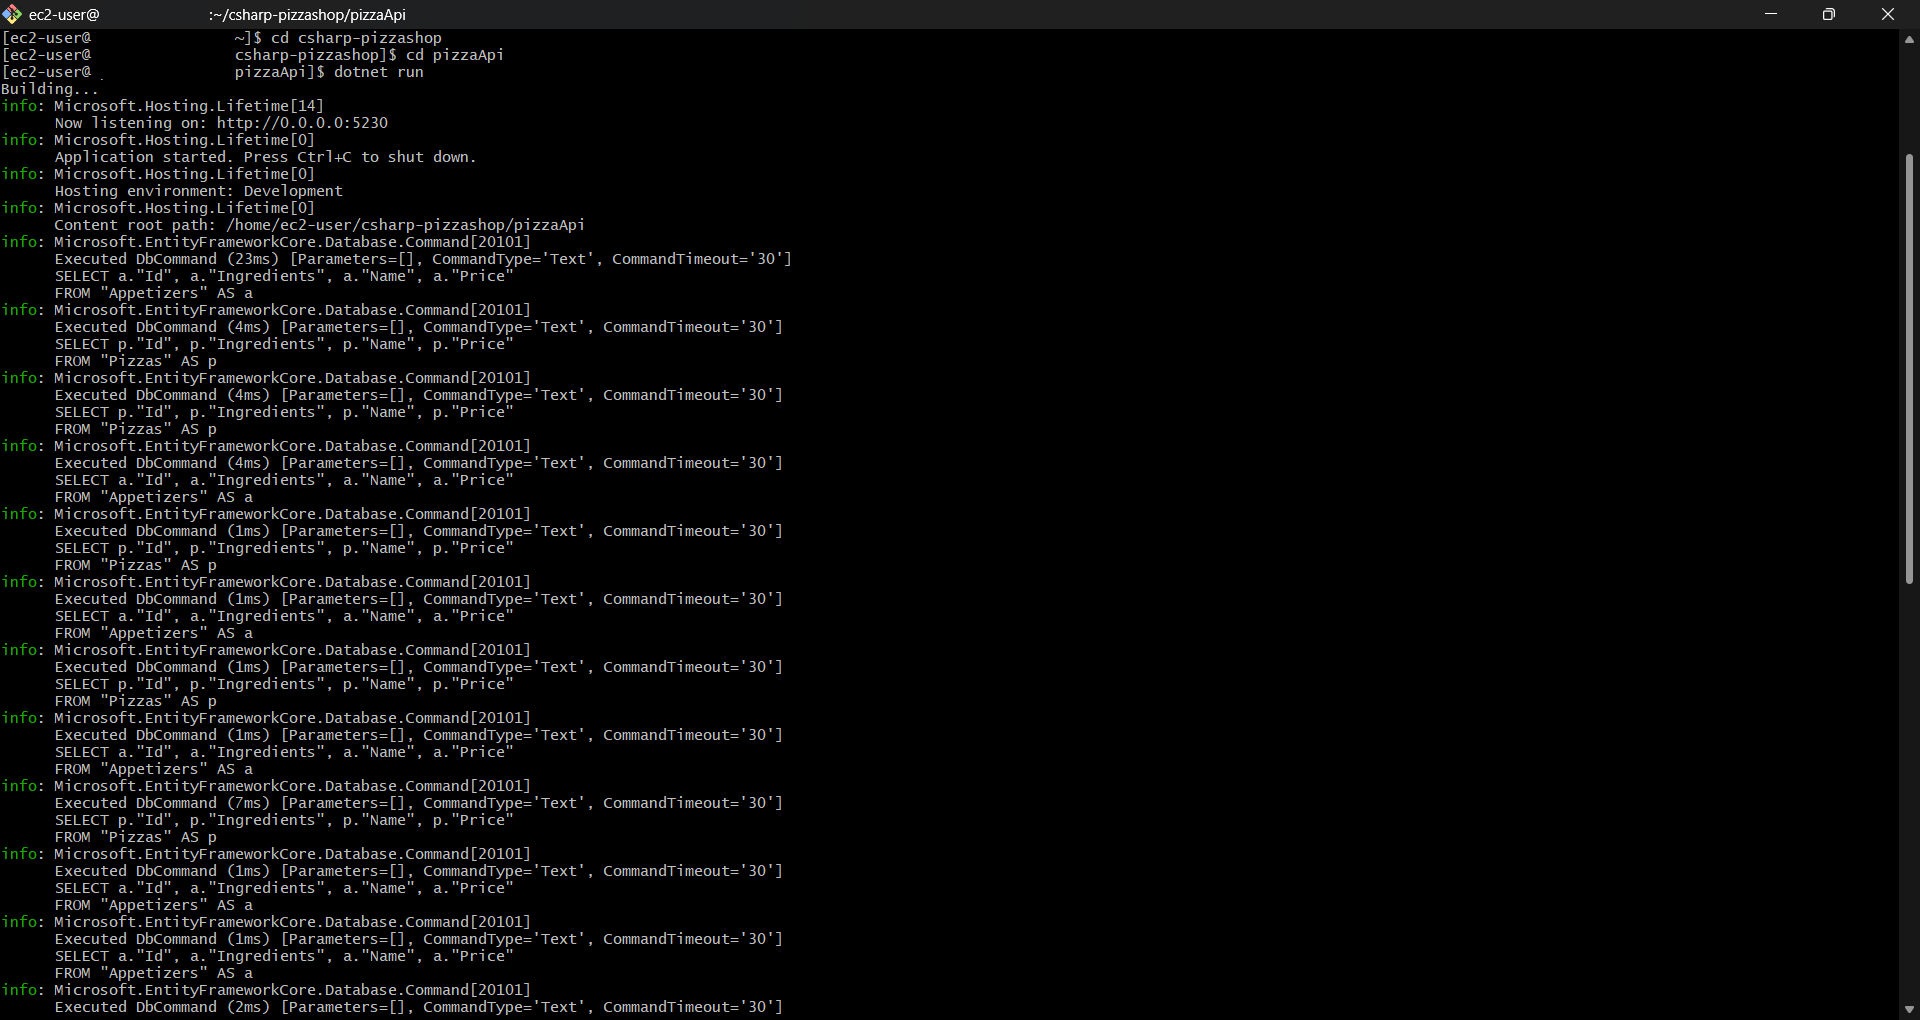 ec2-user@ :~/csharp-pizzashop/pizzaApi
[ec2-user@ ~]$ cd csharp-pizzashop
[ec2-user@ csharp-pizzashop]$ cd pizzaApi
[ec2-user@ pizzaApi]$ dotnet run
Building...
info: Microsoft.Hosting.Lifetime[14]
      Now listening on: http://0.0.0.0:5230
info: Microsoft.Hosting.Lifetime[0]
      Application started. Press Ctrl+C to shut down.
info: Microsoft.Hosting.Lifetime[0]
      Hosting environment: Development
info: Microsoft.Hosting.Lifetime[0]
      Content root path: /home/ec2-user/csharp-pizzashop/pizzaApi
info: Microsoft.EntityFrameworkCore.Database.Command[20101]
      Executed DbCommand (23ms) [Parameters=[], CommandType='Text', CommandTimeout='30']
      SELECT a."Id", a."Ingredients", a."Name", a."Price"
      FROM "Appetizers" AS a
info: Microsoft.EntityFrameworkCore.Database.Command[20101]
      Executed DbCommand (4ms) [Parameters=[], CommandType='Text', CommandTimeout='30']
      SELECT p."Id", p."Ingredients", p."Name", p."Price"
      FROM "Pizzas" AS p
info: Microsoft.EntityFrameworkCore.Database.Command[20101]
      Executed DbCommand (4ms) [Parameters=[], CommandType='Text', CommandTimeout='30']
      SELECT p."Id", p."Ingredients", p."Name", p."Price"
      FROM "Pizzas" AS p
info: Microsoft.EntityFrameworkCore.Database.Command[20101]
      Executed DbCommand (4ms) [Parameters=[], CommandType='Text', CommandTimeout='30']
      SELECT a."Id", a."Ingredients", a."Name", a."Price"
      FROM "Appetizers" AS a
info: Microsoft.EntityFrameworkCore.Database.Command[20101]
      Executed DbCommand (1ms) [Parameters=[], CommandType='Text', CommandTimeout='30']
      SELECT p."Id", p."Ingredients", p."Name", p."Price"
      FROM "Pizzas" AS p
info: Microsoft.EntityFrameworkCore.Database.Command[20101]
      Executed DbCommand (1ms) [Parameters=[], CommandType='Text', CommandTimeout='30']
      SELECT a."Id", a."Ingredients", a."Name", a."Price"
      FROM "Appetizers" AS a
info: Microsoft.EntityFrameworkCore.Database.Command[20101]
      Executed DbCommand (1ms) [Parameters=[], CommandType='Text', CommandTimeout='30']
      SELECT p."Id", p."Ingredients", p."Name", p."Price"
      FROM "Pizzas" AS p
info: Microsoft.EntityFrameworkCore.Database.Command[20101]
      Executed DbCommand (1ms) [Parameters=[], CommandType='Text', CommandTimeout='30']
      SELECT a."Id", a."Ingredients", a."Name", a."Price"
      FROM "Appetizers" AS a
info: Microsoft.EntityFrameworkCore.Database.Command[20101]
      Executed DbCommand (7ms) [Parameters=[], CommandType='Text', CommandTimeout='30']
      SELECT p."Id", p."Ingredients", p."Name", p."Price"
      FROM "Pizzas" AS p
info: Microsoft.EntityFrameworkCore.Database.Command[20101]
      Executed DbCommand (1ms) [Parameters=[], CommandType='Text', CommandTimeout='30']
      SELECT a."Id", a."Ingredients", a."Name", a."Price"
      FROM "Appetizers" AS a
info: Microsoft.EntityFrameworkCore.Database.Command[20101]
      Executed DbCommand (1ms) [Parameters=[], CommandType='Text', CommandTimeout='30']
      SELECT a."Id", a."Ingredients", a."Name", a."Price"
      FROM "Appetizers" AS a
info: Microsoft.EntityFrameworkCore.Database.Command[20101]
      Executed DbCommand (2ms) [Parameters=[], CommandType='Text', CommandTimeout='30']